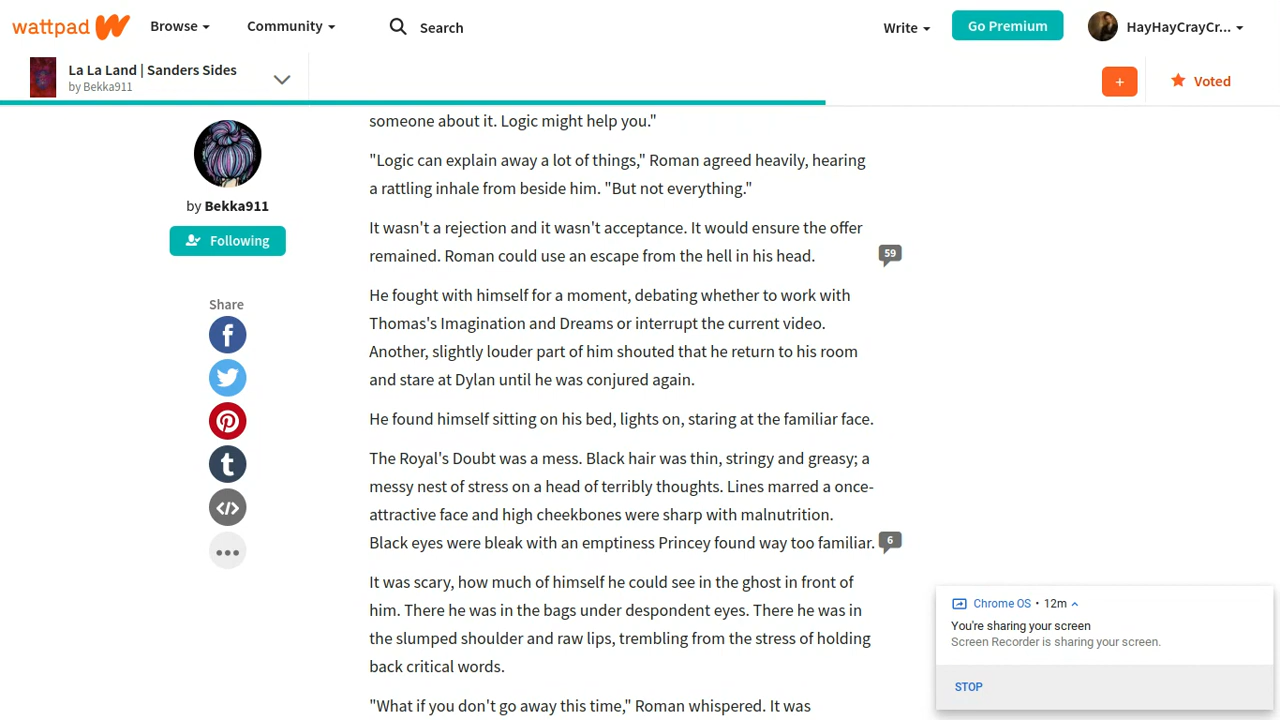 wattpad
Browse
Community
Search
Write
Go Premium
HayHayCrayCr...
La La Land | Sanders Sides
by Bekka911
+
Voted
by Bekka911
Following
Share
someone about it. Logic might help you."
"Logic can explain away a lot of things," Roman agreed heavily, hearing
a rattling inhale from beside him. "But not everything."
It wasn't a rejection and it wasn't acceptance. It would ensure the offer
remained. Roman could use an escape from the hell in his head.
59
He fought with himself for a moment, debating whether to work with
Thomas's Imagination and Dreams or interrupt the current video.
Another, slightly louder part of him shouted that he return to his room
and stare at Dylan until he was conjured again.
He found himself sitting on his bed, lights on, staring at the familiar face.
The Royal's Doubt was a mess. Black hair was thin, stringy and greasy; a
messy nest of stress on a head of terribly thoughts. Lines marred a once-
attractive face and high cheekbones were sharp with malnutrition.
Black eyes were bleak with an emptiness Princey found way too familiar.
6
It was scary, how much of himself he could see in the ghost in front of
him. There he was in the bags under despondent eyes. There he was in
the slumped shoulder and raw lips, trembling from the stress of holding
back critical words.
"What if you don't go away this time," Roman whispered. It was
Chrome OS • 12m
You're sharing your screen
Screen Recorder is sharing your screen.
STOP